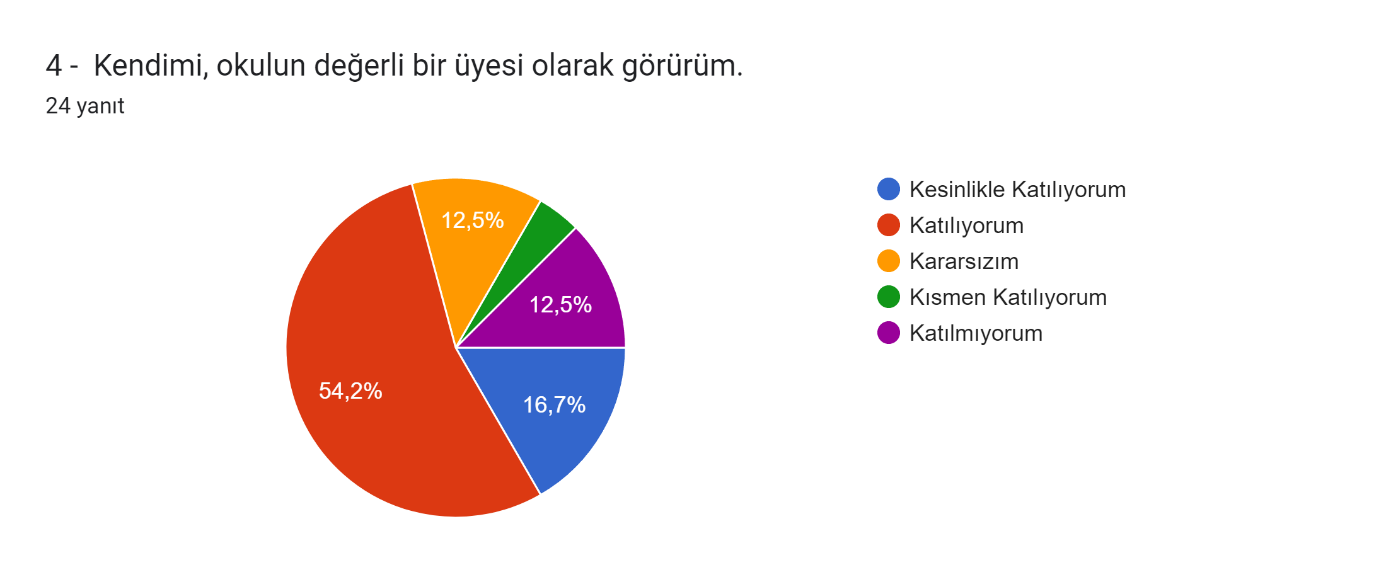 4 -  Kendimi, okulun değerli bir üyesi olarak görürüm.
24 yanıt
12,5%
12,5%
54,2%
16,7%
Kesinlikle Katılıyorum
Katılıyorum
Kararsızım
Kısmen Katılıyorum
Katılmıyorum